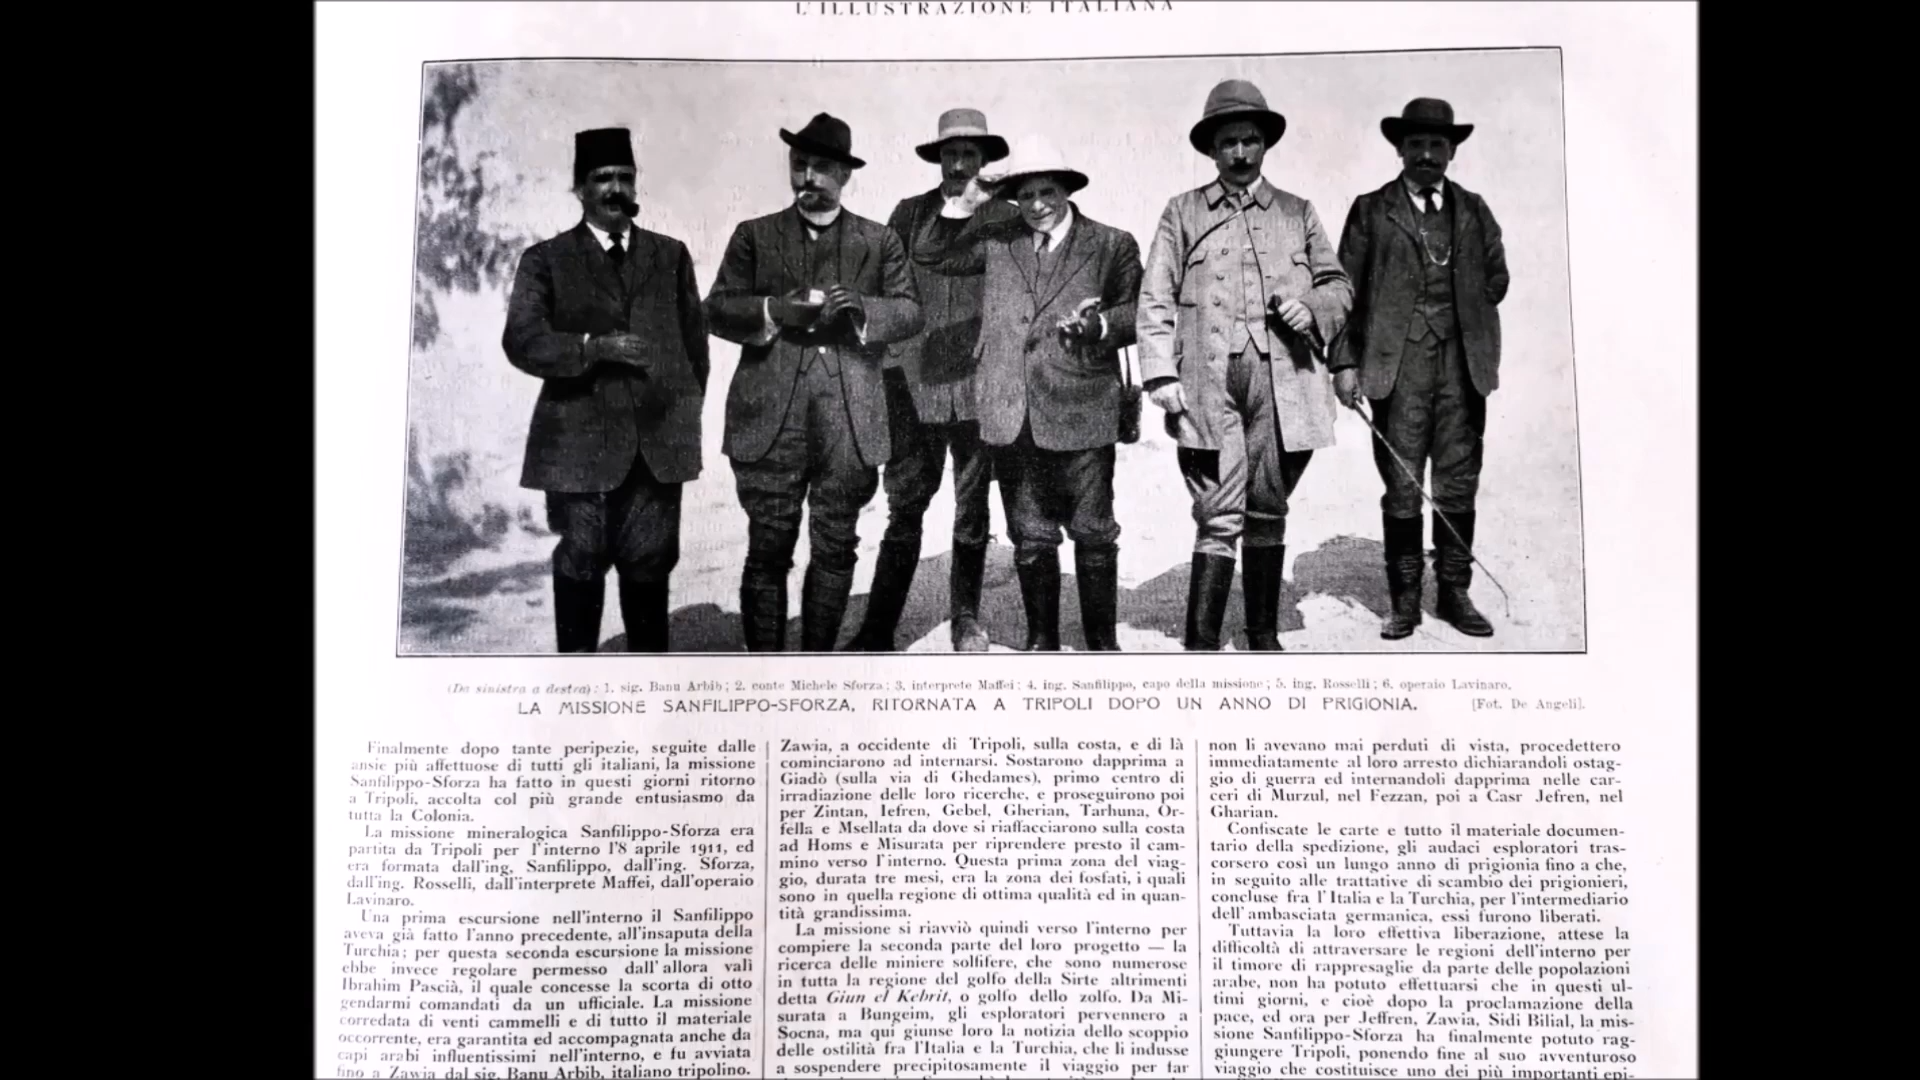 L'ILLUSTRAZIONE ITALIANA
(Da sinistra a destra): 1. sig. Banu Arbib; 2. conte Michele Sforza; 3. interprete Maffei; 4. ing. Sanfilippo, capo della missione; 5. ing. Rosselli; 6. operaio Lavinaro.
LA MISSIONE SANFILIPPO-SFORZA, RITORNATA A TRIPOLI DOPO UN ANNO DI PRIGIONIA. [Fot. De Angeli].
Finalmente dopo tante peripezie, seguite dalle
ansie più affettuose di tutti gli italiani, la missione
Sanfilippo-Sforza ha fatto in questi giorni ritorno
a Tripoli, accolta col più grande entusiasmo da
tutta la Colonia.
La missione mineralogica Sanfilippo-Sforza era
partita da Tripoli per l'interno l'8 aprile 1911, ed
era formata dall'ing. Sanfilippo, dall'ing. Sforza,
dall'ing. Rosselli, dall'interprete Maffei, dall'operaio
Lavinaro.
Una prima escursione nell'interno il Sanfilippo
aveva già fatto l'anno precedente, all'insaputa della
Turchia; per questa seconda escursione la missione
ebbe invece regolare permesso dall'allora vali
Ibrahim Pascià, il quale concesse la scorta di otto
gendarmi comandati da un ufficiale. La missione
corredata di venti cammelli e di tutto il materiale
occorrente, era garantita ed accompagnata anche da
capi arabi influentissimi nell'interno, e fu avviata
fino a Zawia dal sig. Banu Arbib, italiano tripolino.
Zawia, a occidente di Tripoli, sulla costa, e di là
cominciarono ad internarsi. Sostarono dapprima a
Giadò (sulla via di Ghedames), primo centro di
irradiazione delle loro ricerche, e proseguirono poi
per Zintan, Iefren, Gebel, Gherian, Tarhuna, Or-
fella e Msellata da dove si riaffacciarono sulla costa
ad Homs e Misurata per riprendere presto il cam-
mino verso l'interno. Questa prima zona del viag-
gio, durata tre mesi, era la zona dei fosfati, i quali
sono in quella regione di ottima qualità ed in quan-
tità grandissima.
La missione si riavviò quindi verso l'interno per
compiere la seconda parte del loro progetto — la
ricerca delle miniere solfifere, che sono numerose
in tutta la regione del golfo della Sirte altrimenti
detta Giun el Kebrit, o golfo dello zolfo. Da Mi-
surata a Bungeim, gli esploratori pervennero a
Socna, ma qui giunse loro la notizia dello scoppio
delle ostilità fra l'Italia e la Turchia, che li indusse
a sospendere precipitosamente il viaggio per far
non li avevano mai perduti di vista, procedettero
immediatamente al loro arresto dichiarandoli ostag-
gio di guerra ed internandoli dapprima nelle car-
ceri di Murzul, nel Fezzan, poi a Casr Jefren, nel
Gharian.
Confiscate le carte e tutto il materiale documen-
tario della spedizione, gli audaci esploratori tras-
corsero così un lungo anno di prigionia fino a che,
in seguito alle trattative di scambio dei prigionieri,
concluse fra l'Italia e la Turchia, per l'intermediario
dell'ambasciata germanica, essi furono liberati.
Tuttavia la loro effettiva liberazione, attese la
difficoltà di attraversare le regioni dell'interno per
il timore di rappresaglie da parte delle popolazioni
arabe, non ha potuto effettuarsi che in questi ul-
timi giorni, e cioè dopo la proclamazione della
pace, ed ora per Jeffren, Zawia, Sidi Bilial, la mis-
sione Sanfilippo-Sforza ha finalmente potuto rag-
giungere Tripoli, ponendo fine al suo avventuroso
viaggio che costituisce uno dei più importanti epi-